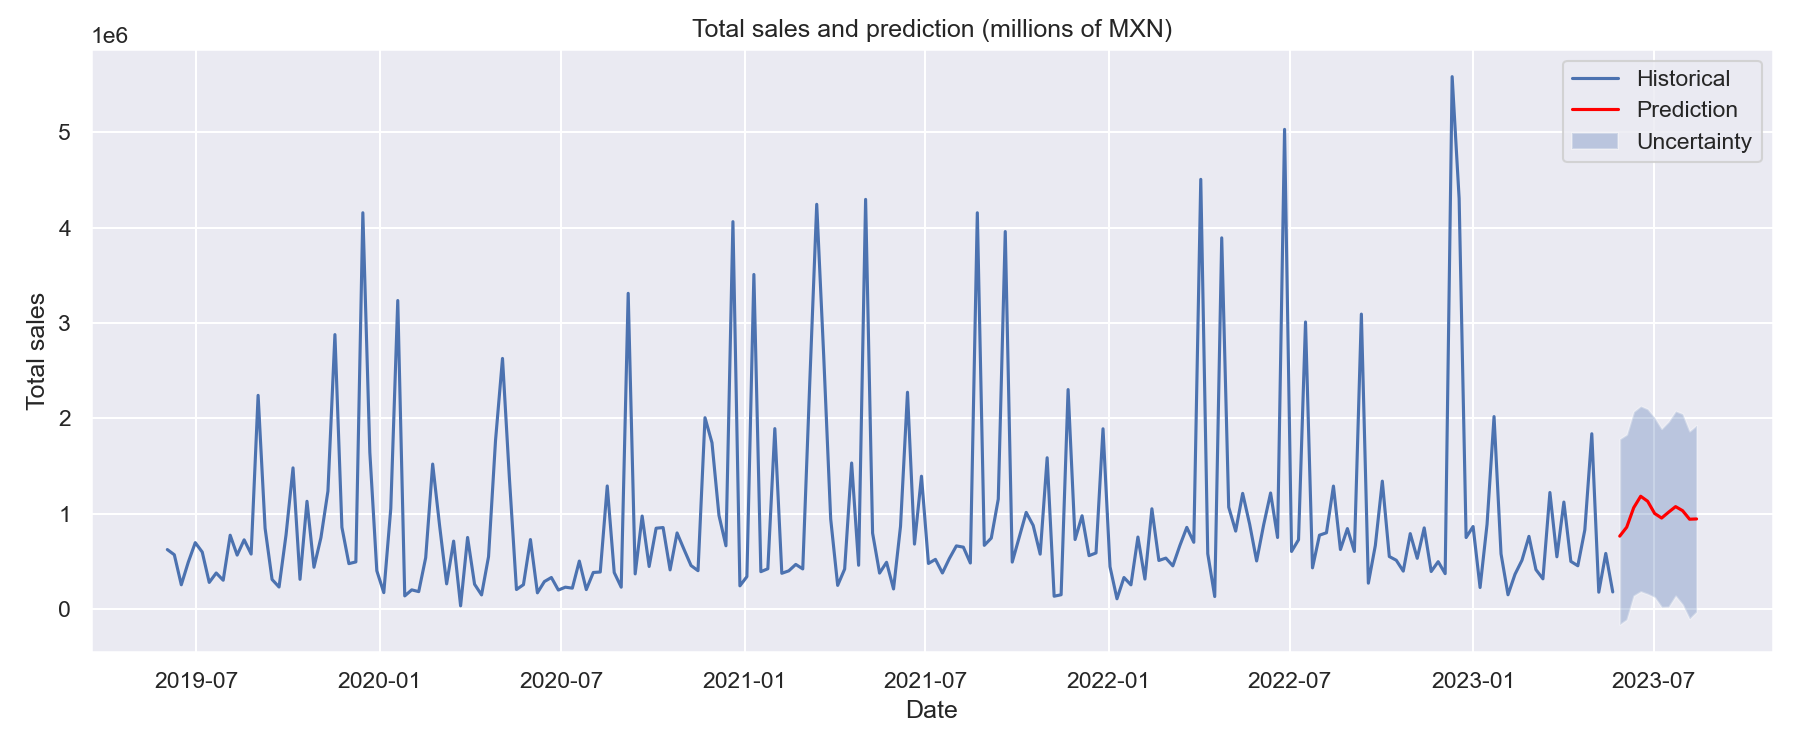 Total sales and prediction (millions of MXN)
1e6
Historical
Prediction
Uncertainty
5
4
3
2
1
0
Total sales
2019-07
2020-01
2020-07
2021-01
2021-07
2022-01
2022-07
2023-01
2023-07
Date